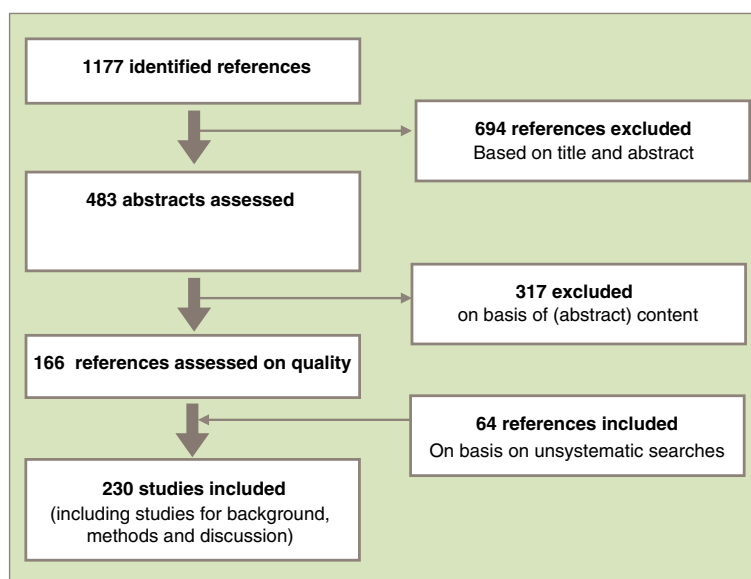 1177 identified references
694 references excluded
Based on title and abstract
483 abstracts assessed
317 excluded
on basis of (abstract) content
166 references assessed on quality
64 references included
On basis on unsystematic searches
230 studies included
(including studies for background,
methods and discussion)